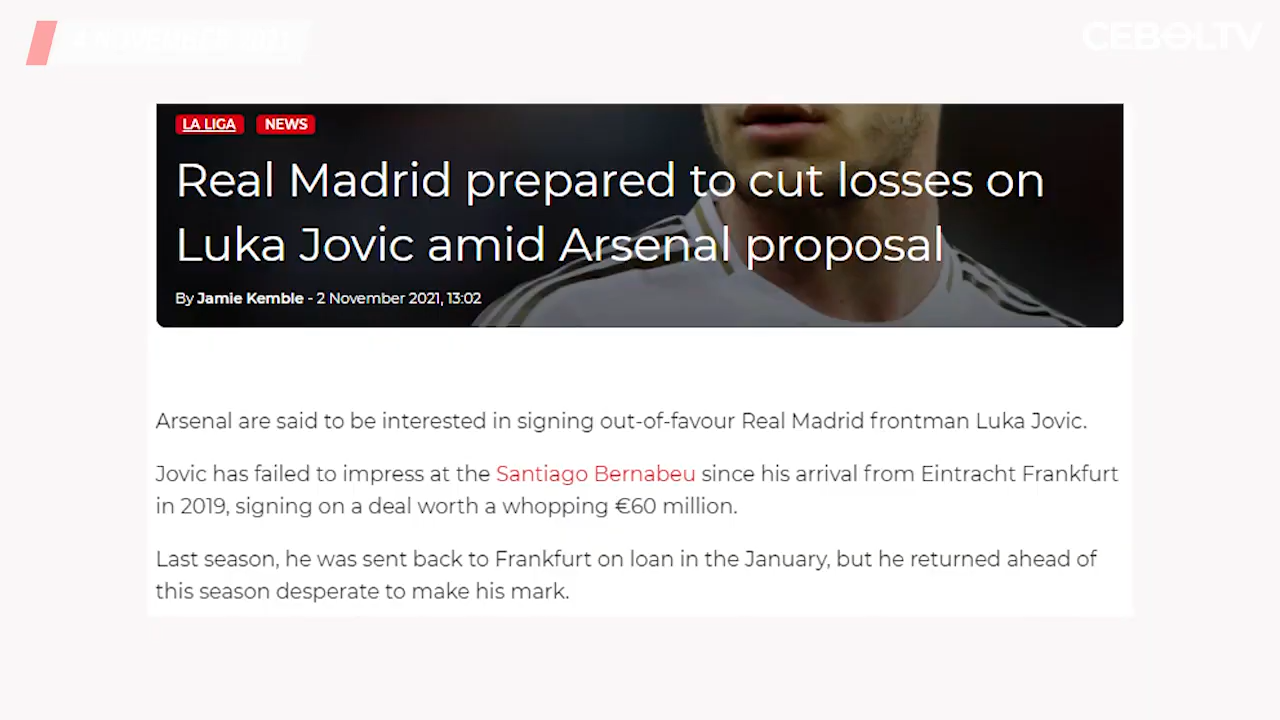 CEBOLTV
LA LIGA NEWS
Real Madrid prepared to cut losses on
Luka Jovic amid Arsenal proposal
By Jamie Kemble - 2 November 2021, 13:02
Arsenal are said to be interested in signing out-of-favour Real Madrid frontman Luka Jovic.
Jovic has failed to impress at the Santiago Bernabeu since his arrival from Eintracht Frankfurt
in 2019, signing on a deal worth a whopping €60 million.
Last season, he was sent back to Frankfurt on loan in the January, but he returned ahead of
this season desperate to make his mark.